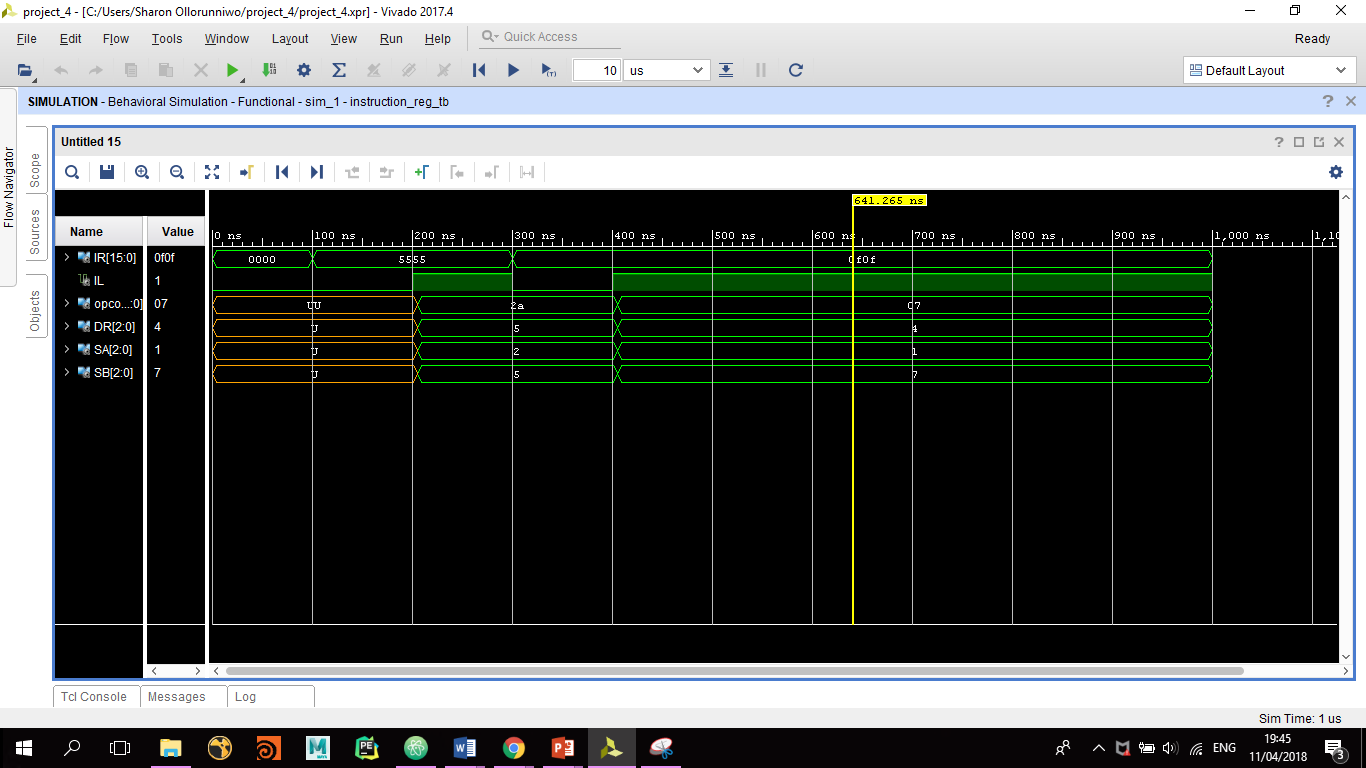 project_4 - [C:/Users/Sharon Ollorunniwo/project_4/project_4.xpr] - Vivado 2017.4
File Edit Flow Tools Window Layout View Run Help Quick Access Ready
10 us Default Layout
SIMULATION - Behavioral Simulation - Functional - sim_1 - instruction_reg_tb
Flow Navigator
Scope
Sources
Objects
Untitled 15
641.265 ns
Name Value
0 ns 100 ns 200 ns 300 ns 400 ns 500 ns 600 ns 700 ns 800 ns 900 ns 1,000 ns 1,10
IR[15:0] 0f0f 0000 5555 0f0f
IL 1
opco...:0] 07 UU 2a 07
DR[2:0] 4 U 5 4
SA[2:0] 1 U 2 1
SB[2:0] 7 U 5 7
Tcl Console Messages Log
Sim Time: 1 us
ENG
19:45
11/04/2018
3